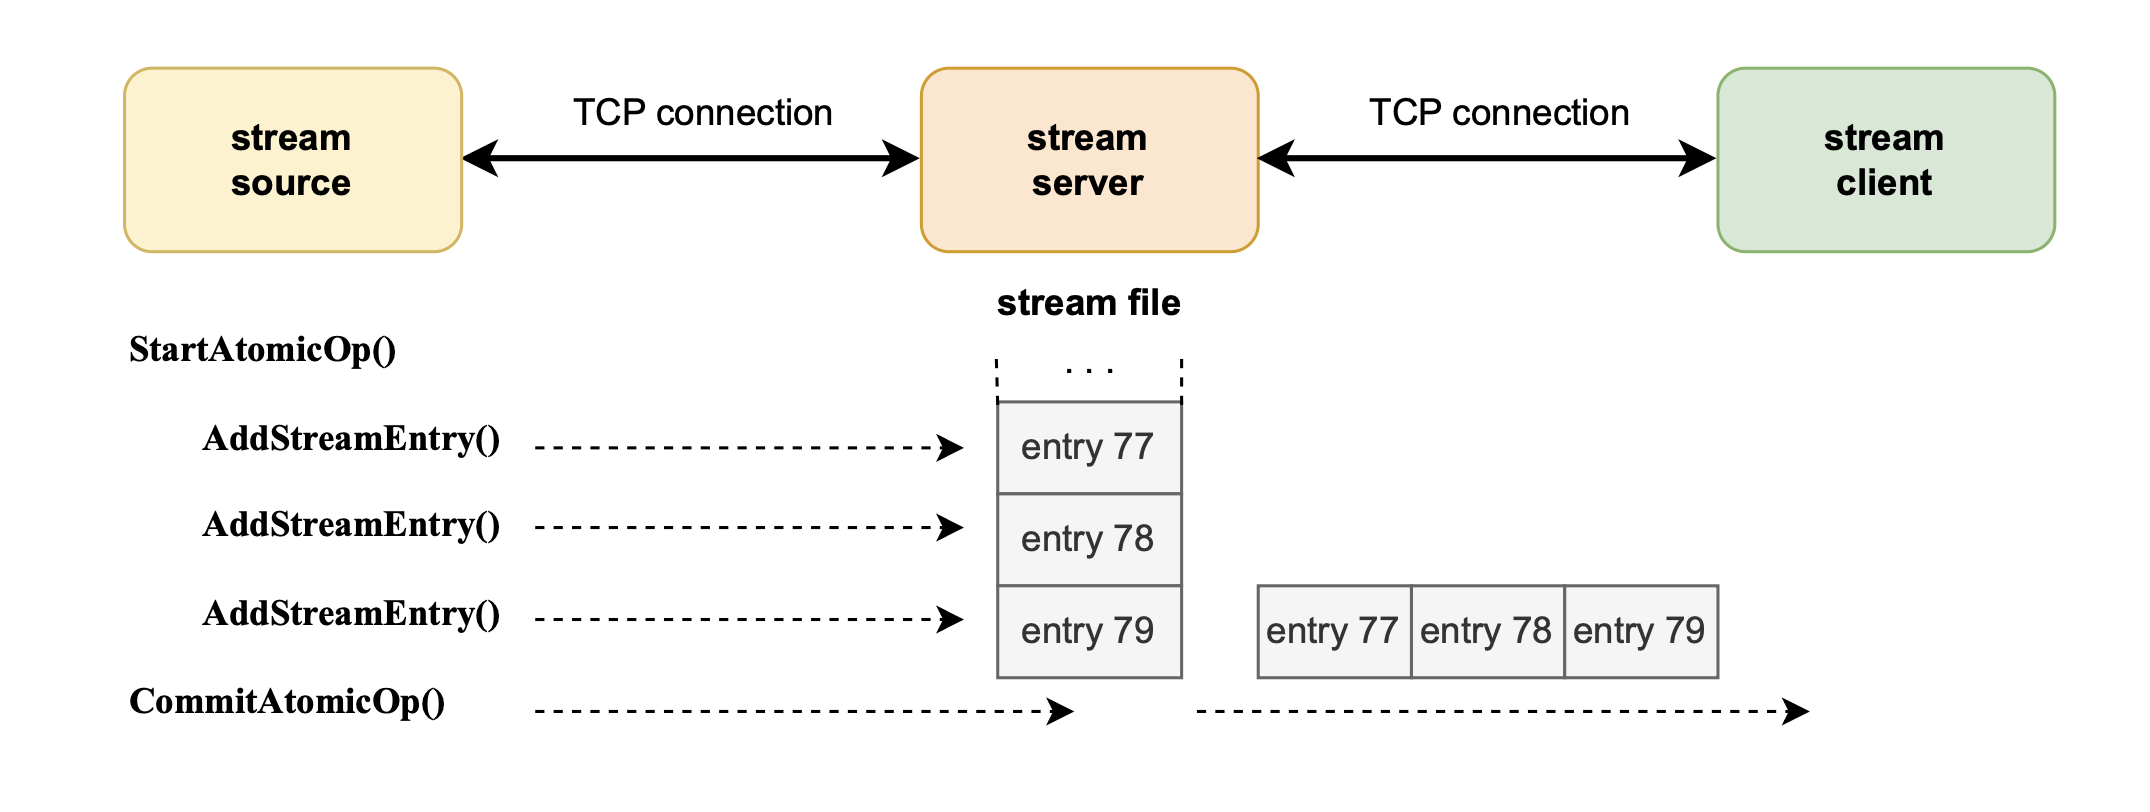 stream
source
TCP connection
stream
server
TCP connection
stream
client
stream file
StartAtomicOp()
. . .
AddStreamEntry()
entry 77
AddStreamEntry()
entry 78
AddStreamEntry()
entry 79
entry 77
entry 78
entry 79
CommitAtomicOp()